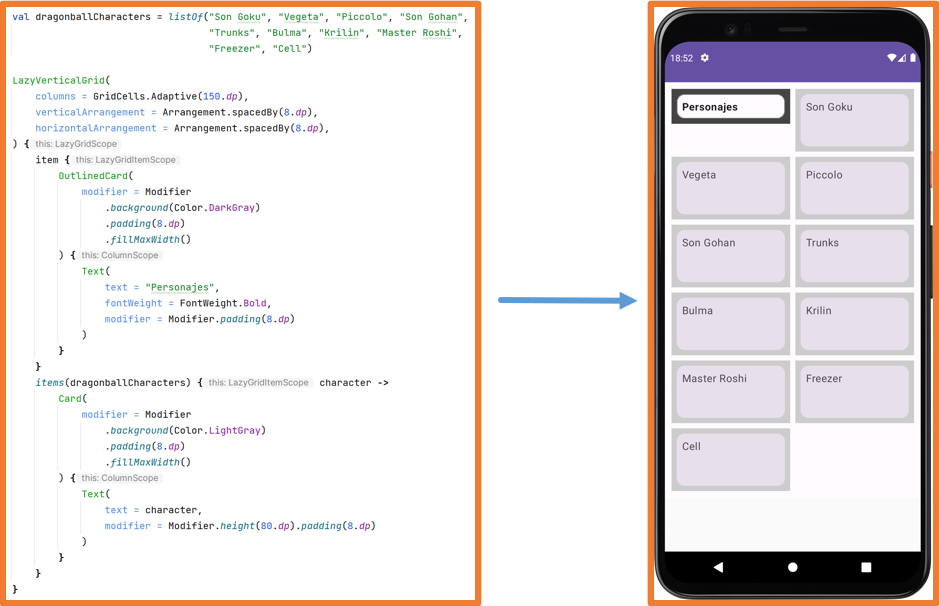 val dragonballCharacters = listOf("Son Goku", "Vegeta", "Piccolo", "Son Gohan",
"Trunks", "Bulma", "Krilin", "Master Roshi",
"Freezer", "Cell")
LazyVerticalGrid(
columns = GridCells.Adaptive(150.dp),
verticalArrangement = Arrangement.spacedBy(8.dp),
horizontalArrangement = Arrangement.spacedBy(8.dp),
) { this: LazyGridScope
item { this: LazyGridItemScope
OutlinedCard(
modifier = Modifier
.background(Color.DarkGray)
.padding(8.dp)
.fillMaxWidth()
) { this: ColumnScope
Text(
text = "Personajes",
fontWeight = FontWeight.Bold,
modifier = Modifier.padding(8.dp)
)
}
}
items(dragonballCharacters) { this: LazyGridItemScope character ->
Card(
modifier = Modifier
.background(Color.LightGray)
.padding(8.dp)
.fillMaxWidth()
) { this: ColumnScope
Text(
text = character,
modifier = Modifier.height(80.dp).padding(8.dp)
)
}
}
}
18:52
Personajes
Son Goku
Vegeta
Piccolo
Son Gohan
Trunks
Bulma
Krilin
Master Roshi
Freezer
Cell